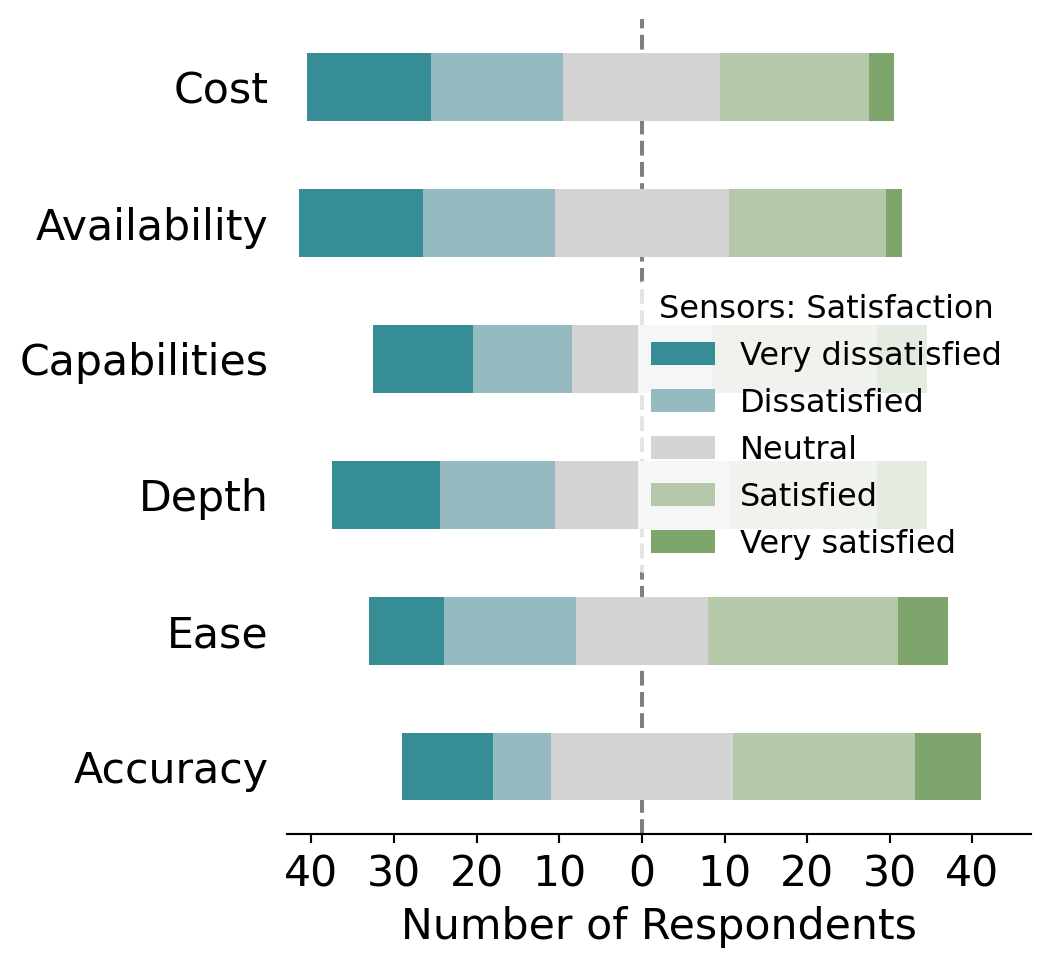 Cost
Availability
Capabilities
Depth
Ease
Accuracy
Sensors: Satisfaction
Very dissatisfied
Dissatisfied
Neutral
Satisfied
Very satisfied
40 30 20 10 0 10 20 30 40
Number of Respondents